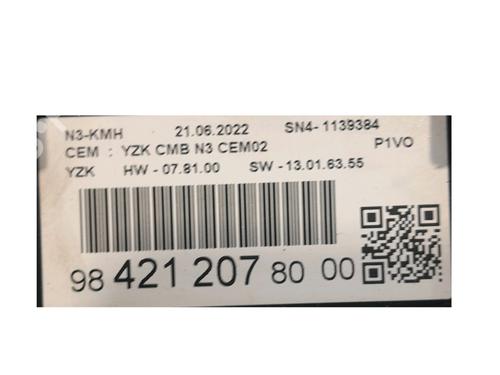 N3-KMH 21.06.2022 SN4-1139384
CEM : YZK CMB N3 CEM02 P1VO
YZK HW - 07.81.00 SW - 13.01.63.55
98 421 207 80 00